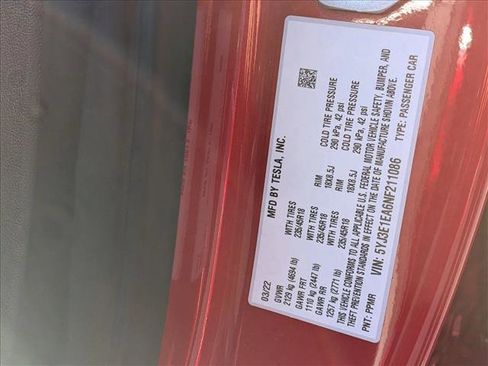 MFD BY TESLA, INC.
03/22
GVWR
2129 kg (4694 lb)
GAWR FRT WITH TIRES RIM COLD TIRE PRESSURE
1110 kg (2447 lb) 235/45R18 18X8.5J 290 kPa, 42 psi
GAWR RR WITH TIRES RIM COLD TIRE PRESSURE
1257 kg (2771 lb) 235/45R18 18X8.5J 290 kPa, 42 psi
THIS VEHICLE CONFORMS TO ALL APPLICABLE U.S. FEDERAL MOTOR VEHICLE SAFETY, BUMPER, AND
THEFT PREVENTION STANDARDS IN EFFECT ON THE DATE OF MANUFACTURE SHOWN ABOVE.
VIN: 5YJ3E1EA6NF211086 TYPE: PASSENGER CAR
PNT: PPMR